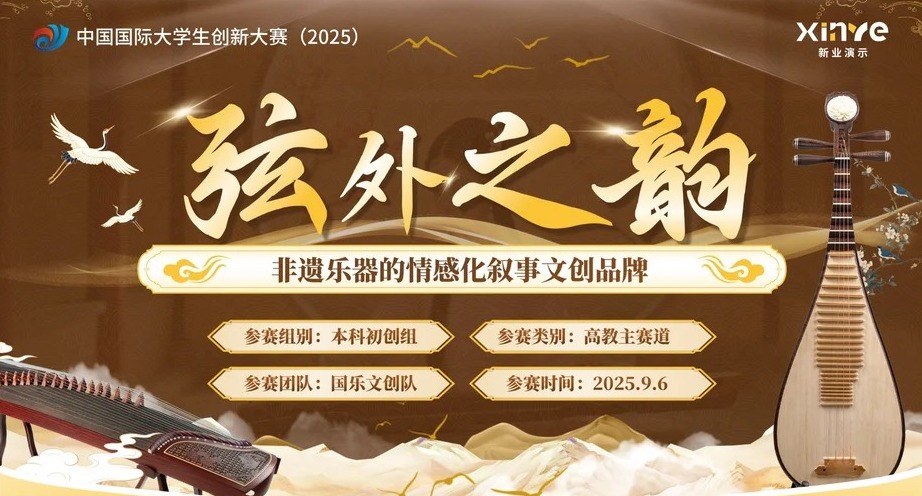 中国国际大学生创新大赛（2025）
xinye
新业演示
弦外之韵
非遗乐器的情感化叙事文创品牌
参赛组别：本科初创组
参赛类别：高教主赛道
参赛团队：国乐文创队
参赛时间：2025.9.6